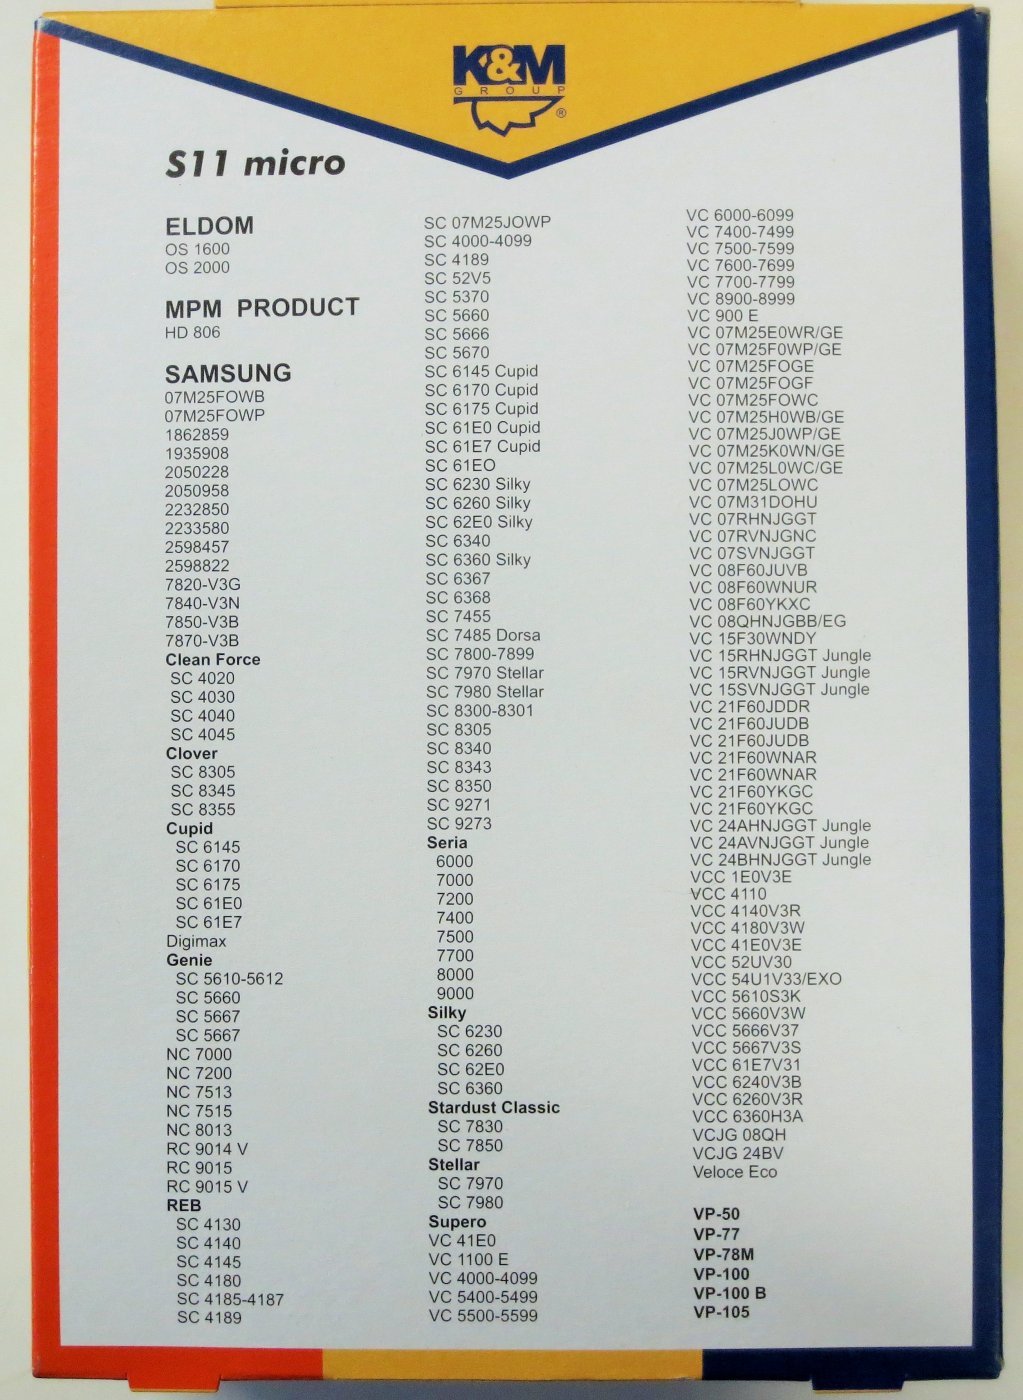 K&M
GROUP
®
S11 micro
ELDOM
OS 1600
OS 2000
MPM PRODUCT
HD 806
SAMSUNG
07M25FOWB
07M25FOWP
1862859
1935908
2050228
2050958
2232850
2233580
2598457
2598822
7820-V3G
7840-V3N
7850-V3B
7870-V3B
Clean Force
SC 4020
SC 4030
SC 4040
SC 4045
Clover
SC 8305
SC 8345
SC 8355
Cupid
SC 6145
SC 6170
SC 6175
SC 61E0
SC 61E7
Digimax
Genie
SC 5610-5612
SC 5660
SC 5667
SC 5667
NC 7000
NC 7200
NC 7513
NC 7515
NC 8013
RC 9014 V
RC 9015
RC 9015 V
REB
SC 4130
SC 4140
SC 4145
SC 4180
SC 4185-4187
SC 4189
SC 07M25JOWP
SC 4000-4099
SC 4189
SC 52V5
SC 5370
SC 5660
SC 5666
SC 5670
SC 6145 Cupid
SC 6170 Cupid
SC 6175 Cupid
SC 61E0 Cupid
SC 61E7 Cupid
SC 61EO
SC 6230 Silky
SC 6260 Silky
SC 62E0 Silky
SC 6340
SC 6360 Silky
SC 6367
SC 6368
SC 7455
SC 7485 Dorsa
SC 7800-7899
SC 7970 Stellar
SC 7980 Stellar
SC 8300-8301
SC 8305
SC 8340
SC 8343
SC 8350
SC 9271
SC 9273
Seria
6000
7000
7200
7400
7500
7700
8000
9000
Silky
SC 6230
SC 6260
SC 62E0
SC 6360
Stardust Classic
SC 7830
SC 7850
Stellar
SC 7970
SC 7980
Supero
VC 41E0
VC 1100 E
VC 4000-4099
VC 5400-5499
VC 5500-5599
VC 6000-6099
VC 7400-7499
VC 7500-7599
VC 7600-7699
VC 7700-7799
VC 8900-8999
VC 900 E
VC 07M25E0WR/GE
VC 07M25F0WP/GE
VC 07M25FOGE
VC 07M25FOGF
VC 07M25FOWC
VC 07M25H0WB/GE
VC 07M25J0WP/GE
VC 07M25K0WN/GE
VC 07M25L0WC/GE
VC 07M25LOWC
VC 07M31DOHU
VC 07RHNJGGT
VC 07RVNJGNC
VC 07SVNJGGT
VC 08F60JUVB
VC 08F60WNUR
VC 08F60YKXC
VC 08QHNJGBB/EG
VC 15F30WNDY
VC 15RHNJGGT Jungle
VC 15RVNJGGT Jungle
VC 15SVNJGGT Jungle
VC 21F60JDDR
VC 21F60JUDB
VC 21F60JUDB
VC 21F60WNAR
VC 21F60WNAR
VC 21F60YKGC
VC 21F60YKGC
VC 24AHNJGGT Jungle
VC 24AVNJGGT Jungle
VC 24BHNJGGT Jungle
VCC 1E0V3E
VCC 4110
VCC 4140V3R
VCC 4180V3W
VCC 41E0V3E
VCC 52UV30
VCC 54U1V33/EXO
VCC 5610S3K
VCC 5660V3W
VCC 5666V37
VCC 5667V3S
VCC 61E7V31
VCC 6240V3B
VCC 6260V3R
VCC 6360H3A
VCJG 08QH
VCJG 24BV
Veloce Eco
VP-50
VP-77
VP-78M
VP-100
VP-100 B
VP-105